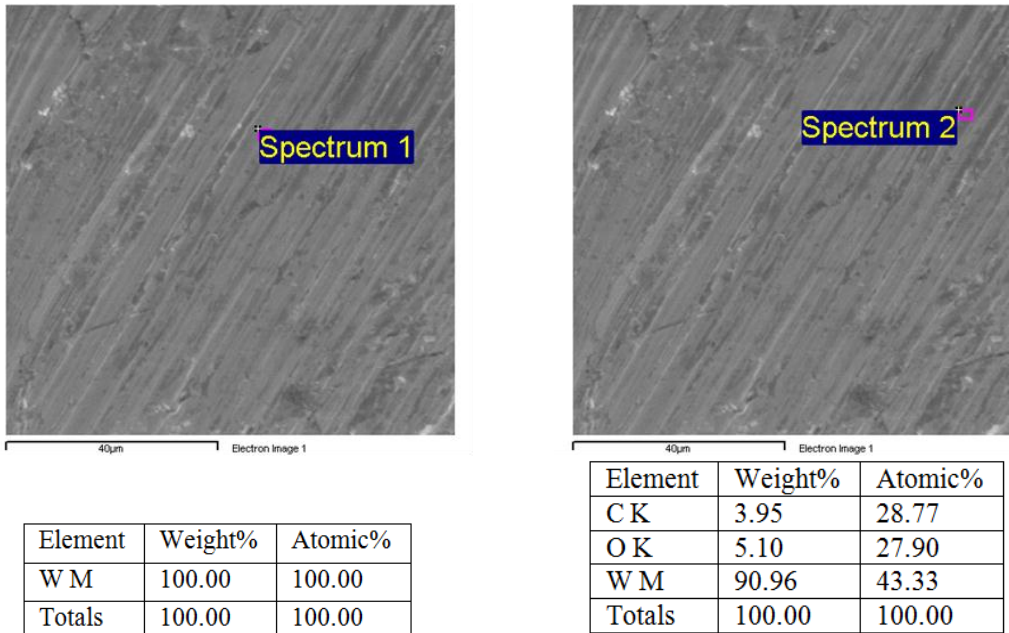 Spectrum 1
40µm Electron Image 1
Element Weight% Atomic%
W M 100.00 100.00
Totals 100.00 100.00
Spectrum 2
40µm Electron Image 1
Element Weight% Atomic%
C K 3.95 28.77
O K 5.10 27.90
W M 90.96 43.33
Totals 100.00 100.00